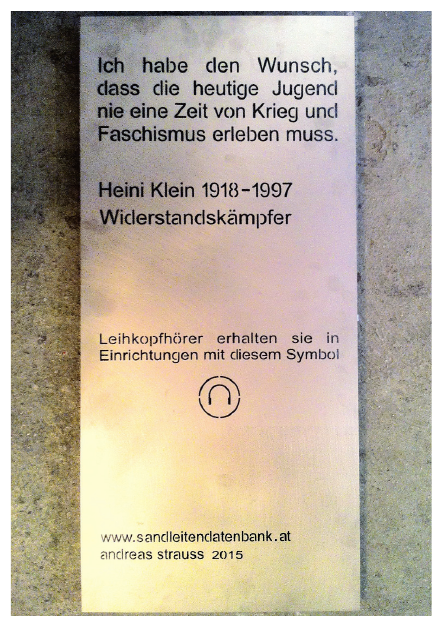 Ich habe den Wunsch,
dass die heutige Jugend
nie eine Zeit von Krieg und
Faschismus erleben muss.
Heini Klein 1918-1997
Widerstandskämpfer
Leihkopfhörer erhalten sie in
Einrichtungen mit diesem Symbol
www.sandleitendatenbank.at
andreas strauss 2015